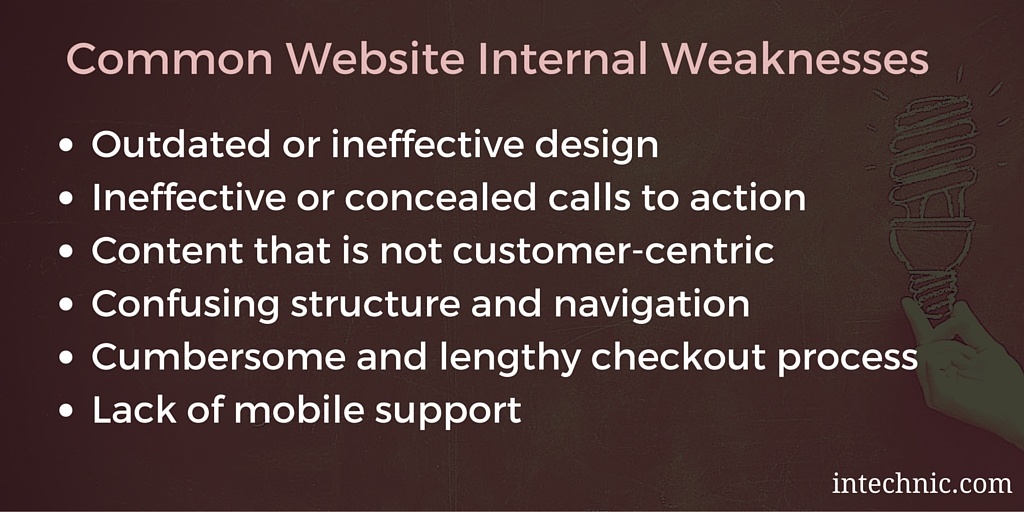 Common Website Internal Weaknesses
• Outdated or ineffective design
• Ineffective or concealed calls to action
• Content that is not customer-centric
• Confusing structure and navigation
• Cumbersome and lengthy checkout process
• Lack of mobile support
intechnic.com